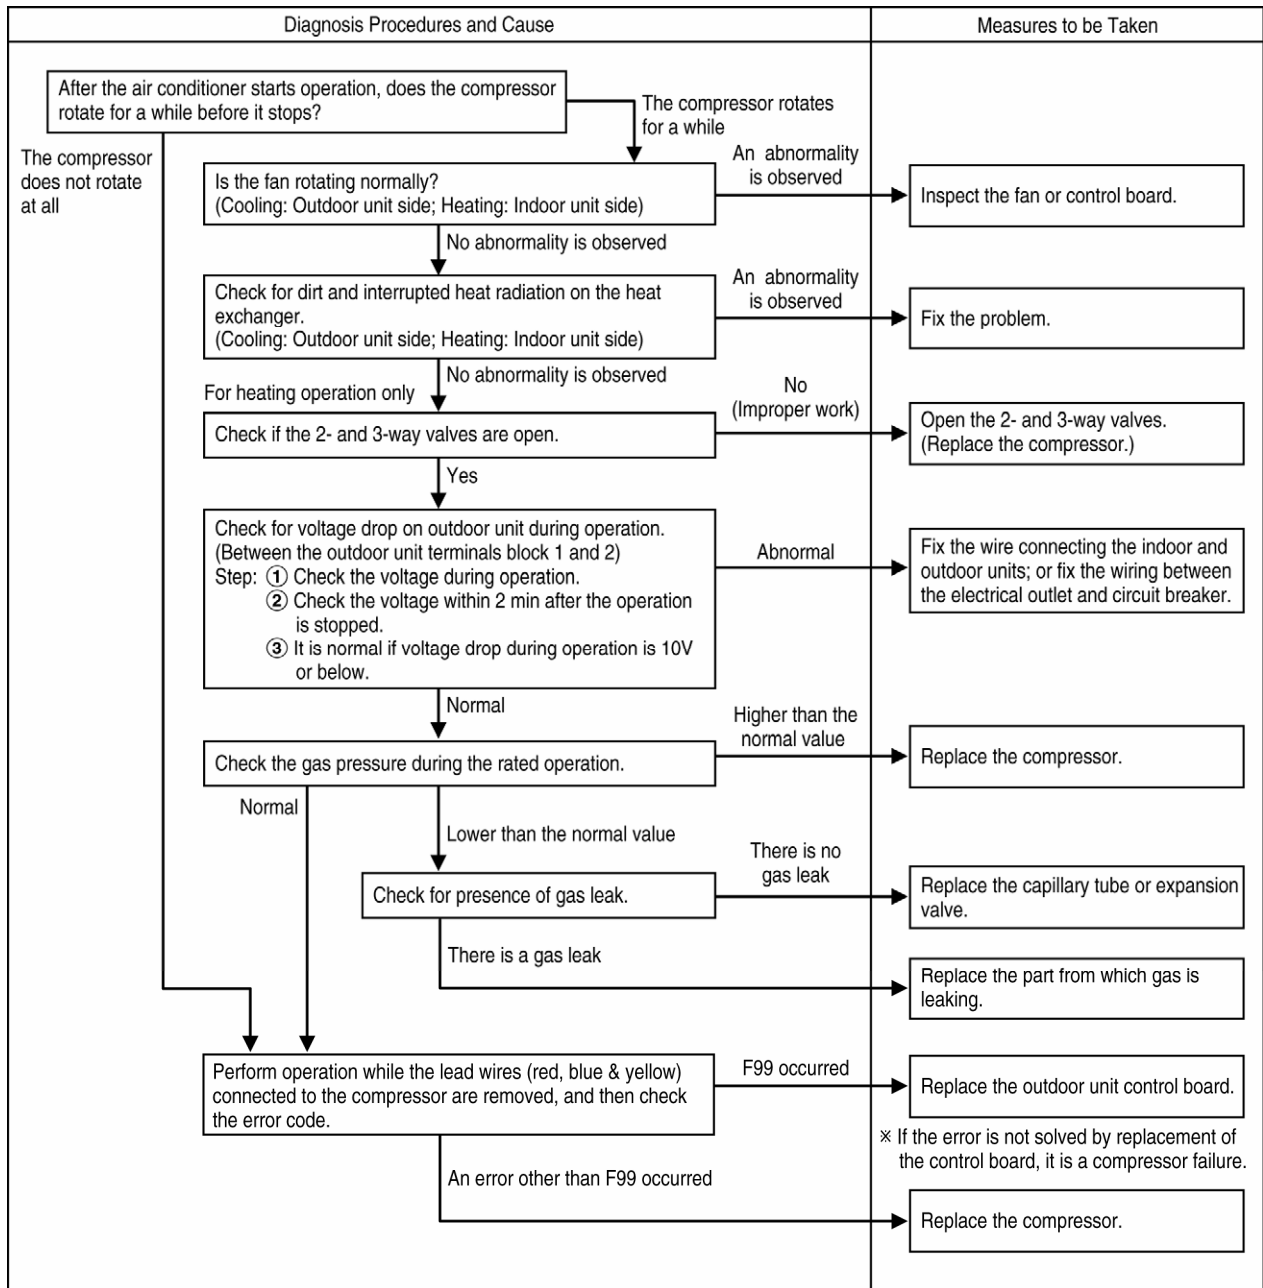 Diagnosis Procedures and Cause
Measures to be Taken
After the air conditioner starts operation, does the compressor
rotate for a while before it stops?
The compressor rotates
for a while
The compressor
does not rotate
at all
Is the fan rotating normally?
(Cooling: Outdoor unit side; Heating: Indoor unit side)
An abnormality
is observed
Inspect the fan or control board.
No abnormality is observed
Check for dirt and interrupted heat radiation on the heat
exchanger.
(Cooling: Outdoor unit side; Heating: Indoor unit side)
An abnormality
is observed
Fix the problem.
No abnormality is observed
For heating operation only
Check if the 2- and 3-way valves are open.
No
(Improper work)
Open the 2- and 3-way valves.
(Replace the compressor.)
Yes
Check for voltage drop on outdoor unit during operation.
(Between the outdoor unit terminals block 1 and 2)
Step: ① Check the voltage during operation.
② Check the voltage within 2 min after the operation
is stopped.
③ It is normal if voltage drop during operation is 10V
or below.
Abnormal
Fix the wire connecting the indoor and
outdoor units; or fix the wiring between
the electrical outlet and circuit breaker.
Normal
Check the gas pressure during the rated operation.
Higher than the
normal value
Replace the compressor.
Normal
Lower than the normal value
Check for presence of gas leak.
There is no
gas leak
Replace the capillary tube or expansion
valve.
There is a gas leak
Replace the part from which gas is
leaking.
Perform operation while the lead wires (red, blue & yellow)
connected to the compressor are removed, and then check
the error code.
F99 occurred
Replace the outdoor unit control board.
※ If the error is not solved by replacement of
the control board, it is a compressor failure.
An error other than F99 occurred
Replace the compressor.